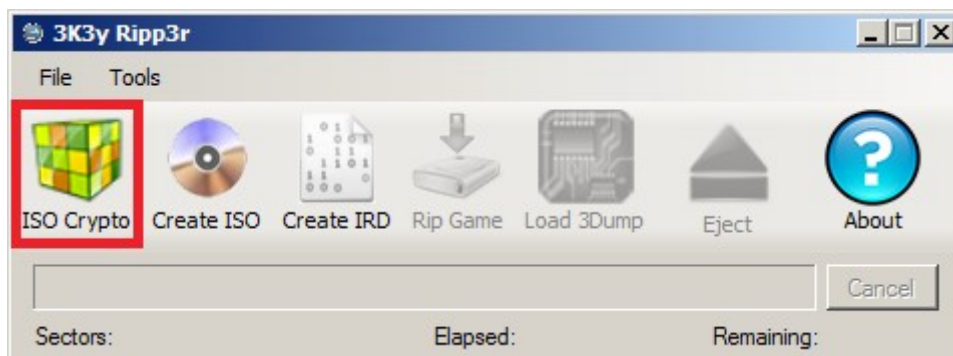 3K3y Ripp3r
File Tools
ISO Crypto Create ISO Create IRD Rip Game Load 3Dump Eject About
Cancel
Sectors: Elapsed: Remaining: